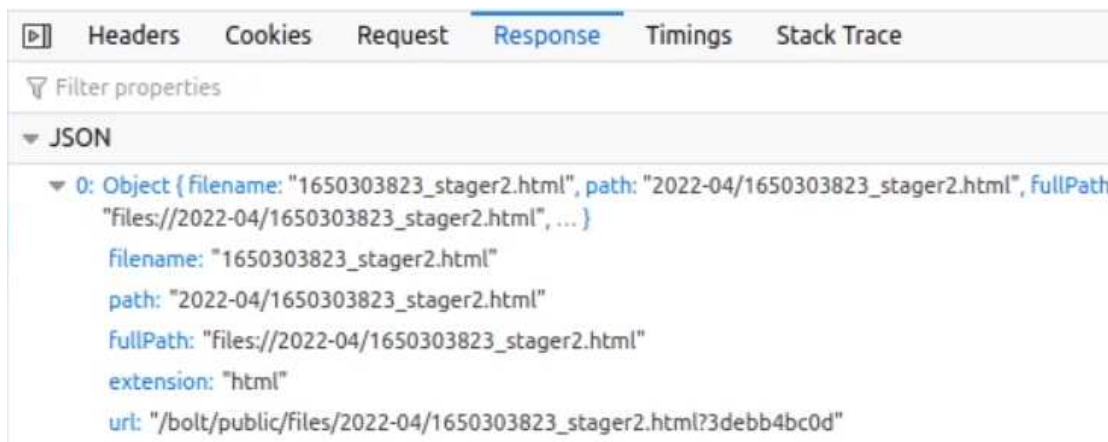 Headers Cookies Request Response Timings Stack Trace
Filter properties
JSON
0: Object { filename: "1650303823_stager2.html", path: "2022-04/1650303823_stager2.html", fullPath
"files://2022-04/1650303823_stager2.html", … }
filename: "1650303823_stager2.html"
path: "2022-04/1650303823_stager2.html"
fullPath: "files://2022-04/1650303823_stager2.html"
extension: "html"
url: "/bolt/public/files/2022-04/1650303823_stager2.html?3debb4bc0d"